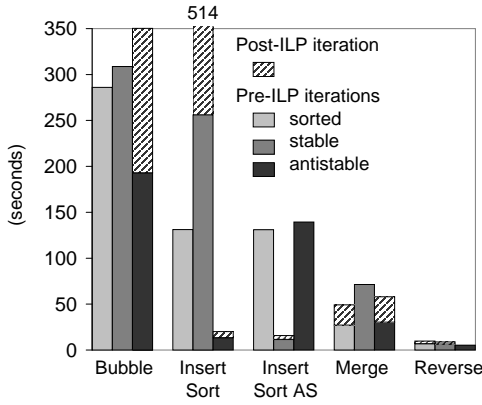 514
350
300
250
200
150
100
50
0
(seconds)
Post-ILP iteration
Pre-ILP iterations
sorted
stable
antistable
Bubble Insert Insert Merge Reverse
Sort Sort AS